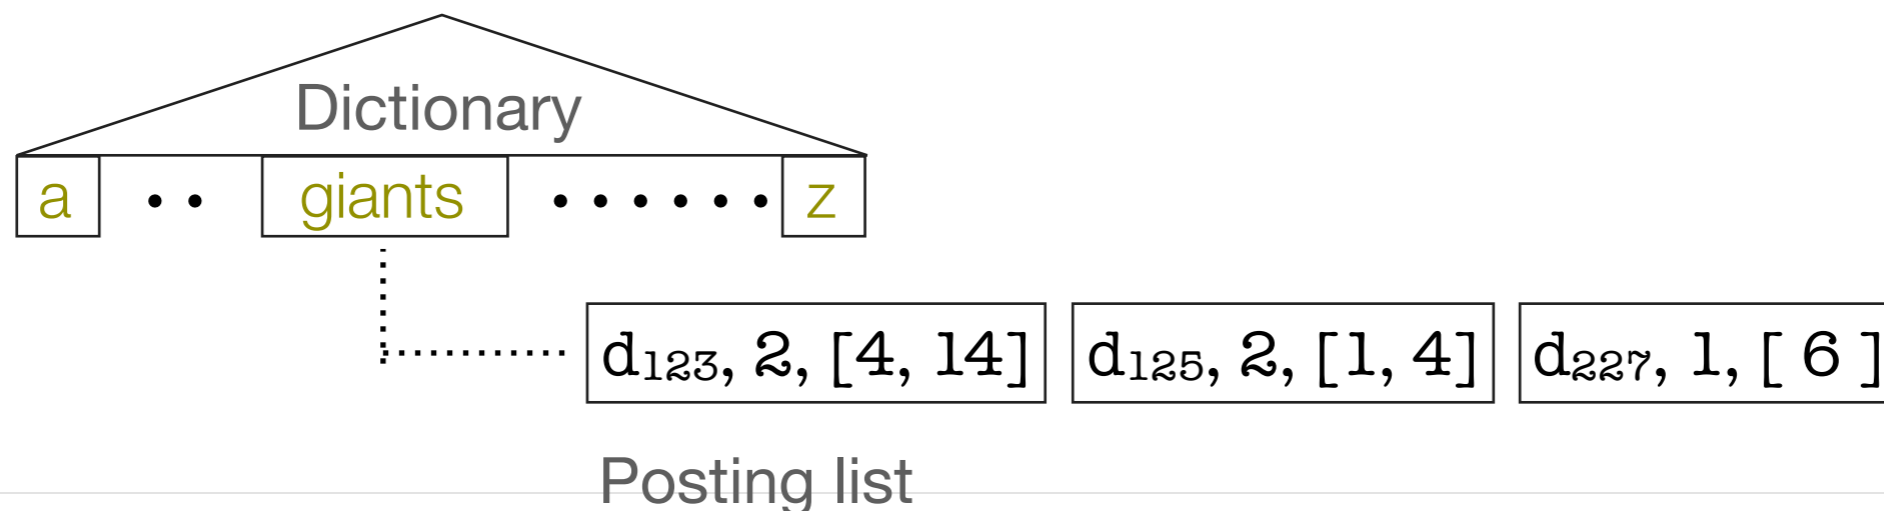 Dictionary
a •• giants •••••• z
d₁₂₃, 2, [4, 14] d₁₂₅, 2, [1, 4] d₂₂₇, 1, [ 6 ]
Posting list